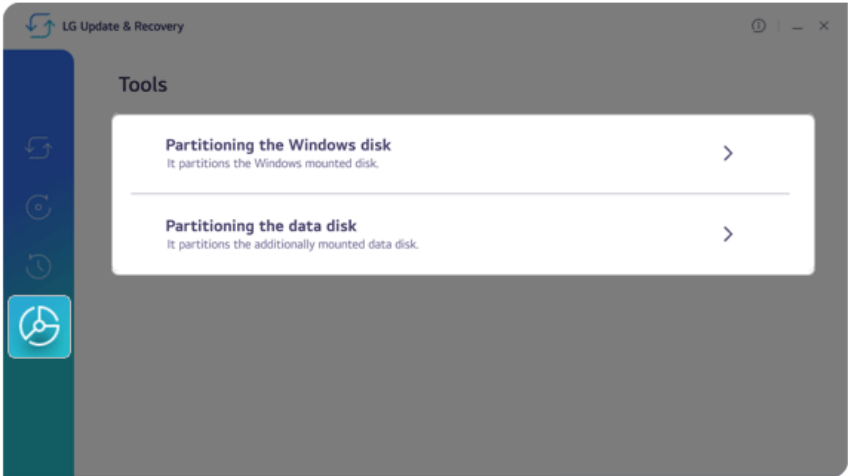 LG Update & Recovery
Tools
Partitioning the Windows disk
It partitions the Windows mounted disk.
Partitioning the data disk
It partitions the additionally mounted data disk.